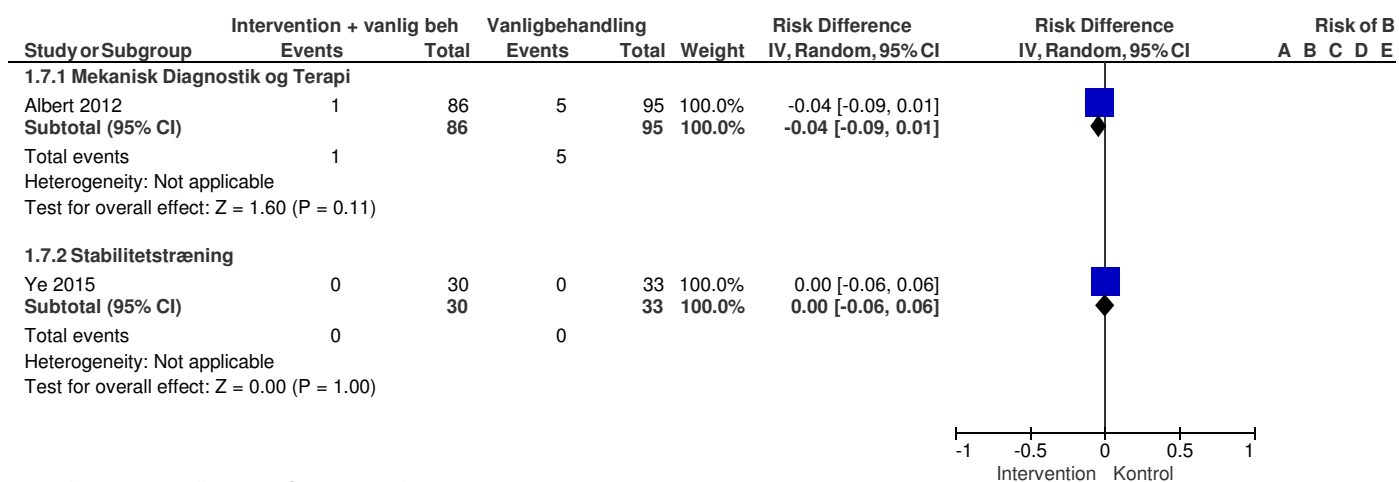 Intervention + vanlig beh Vanligbehandling Risk Difference Risk Difference Risk of B
Study or Subgroup Events Total Events Total Weight IV, Random, 95% CI IV, Random, 95% CI A B C D E
1.7.1 Mekanisk Diagnostik og Terapi
Albert 2012 1 86 5 95 100.0% -0.04 [-0.09, 0.01]
Subtotal (95% CI) 86 95 100.0% -0.04 [-0.09, 0.01]
Total events 1 5
Heterogeneity: Not applicable
Test for overall effect: Z = 1.60 (P = 0.11)
1.7.2 Stabilitetstræning
Ye 2015 0 30 0 33 100.0% 0.00 [-0.06, 0.06]
Subtotal (95% CI) 30 33 100.0% 0.00 [-0.06, 0.06]
Total events 0 0
Heterogeneity: Not applicable
Test for overall effect: Z = 0.00 (P = 1.00)
-1 -0.5 0 0.5 1
Intervention Kontrol